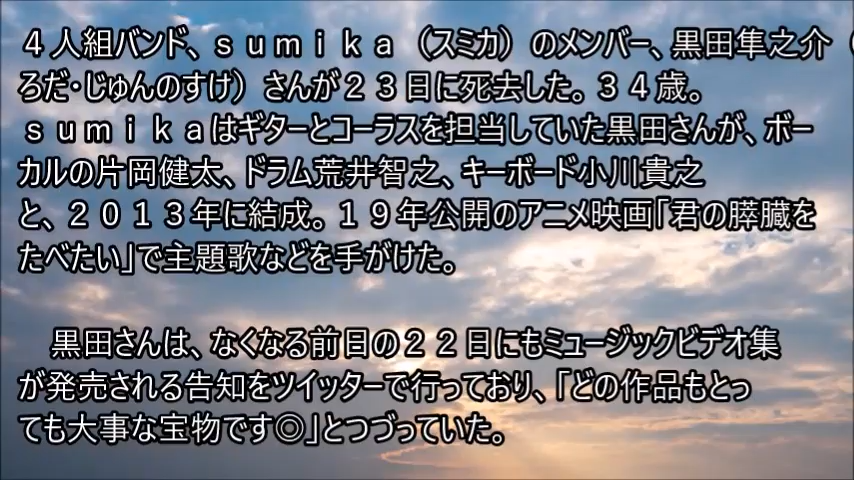 ４人組バンド、ｓｕｍｉｋａ（スミカ）のメンバー、黒田隼之介（
ろだ・じゅんのすけ）さんが２３日に死去した。３４歳。
ｓｕｍｉｋａはギターとコーラスを担当していた黒田さんが、ボー
カルの片岡健太、ドラム荒井智之、キーボード小川貴之
と、２０１３年に結成。１９年公開のアニメ映画「君の膵臓を
たべたい」で主題歌などを手がけた。
黒田さんは、なくなる前日の２２日にもミュージックビデオ集
が発売される告知をツイッターで行っており、「どの作品もとっ
ても大事な宝物です◎」とつづっていた。